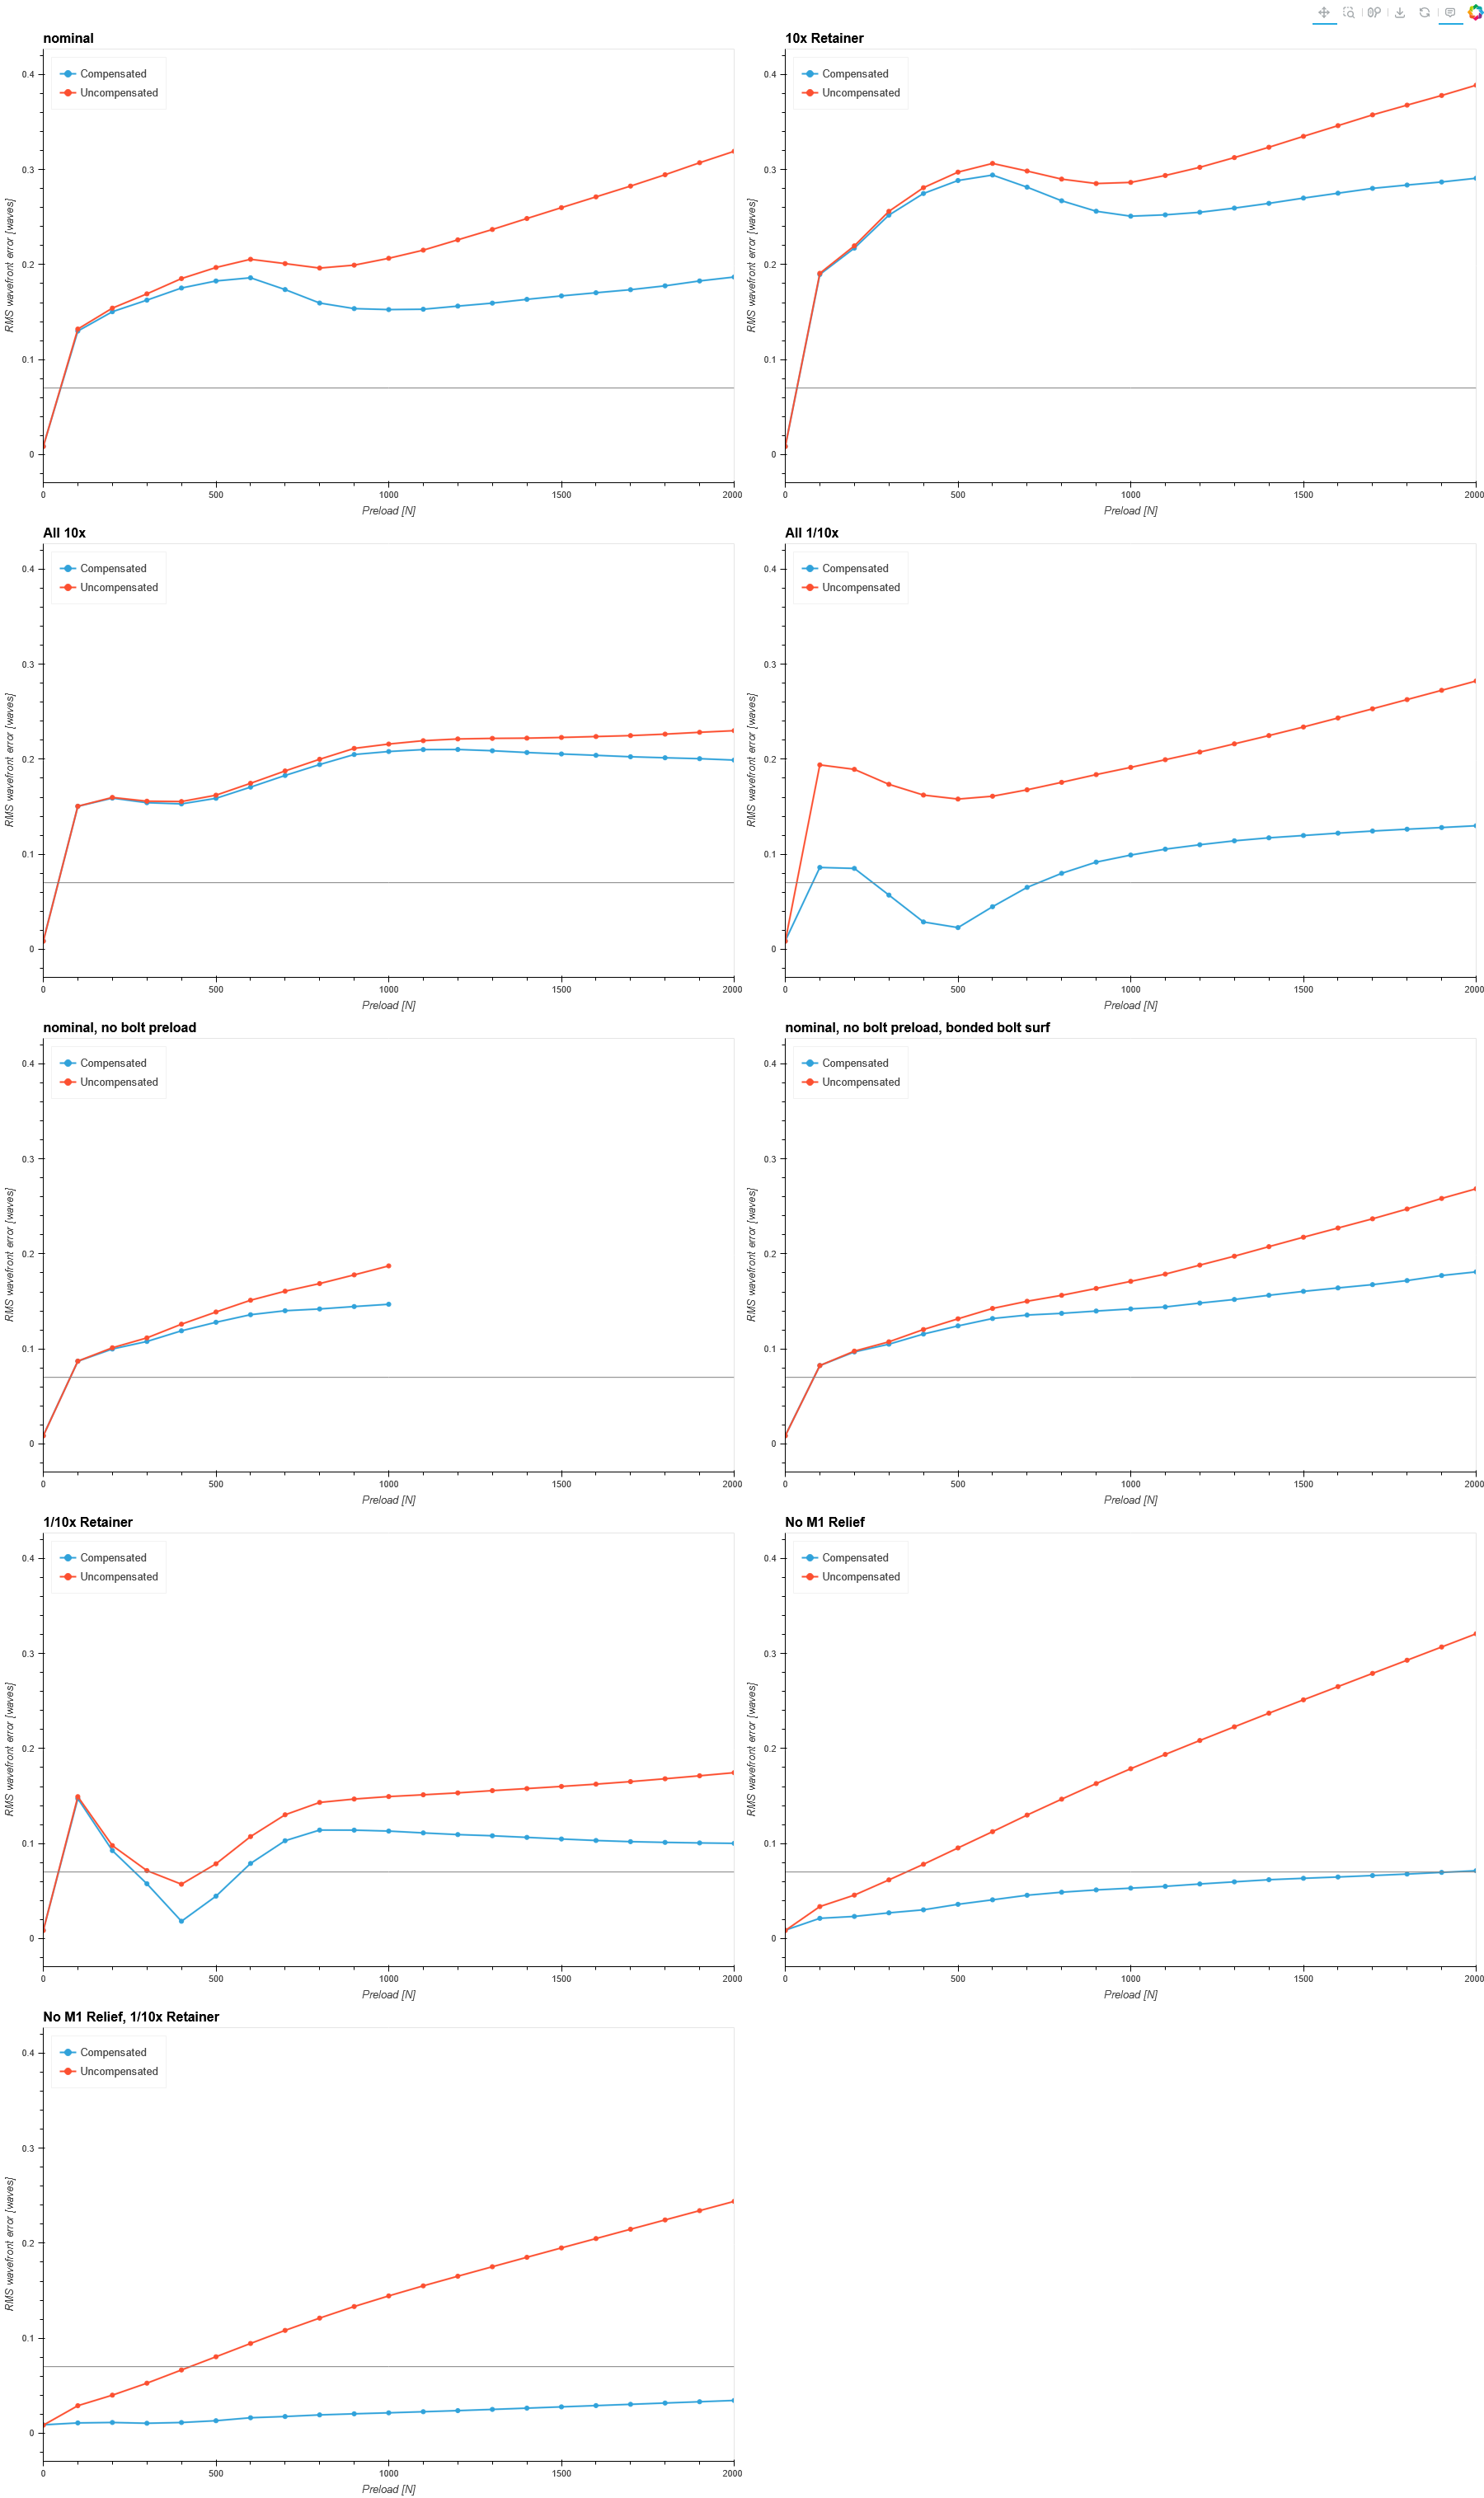 nominal
Compensated
Uncompensated
0.4
0.3
0.2
0.1
0
RMS wavefront error [waves]
0 500 1000 1500 2000
Preload [N]
10x Retainer
Compensated
Uncompensated
0.4
0.3
0.2
0.1
0
RMS wavefront error [waves]
0 500 1000 1500 2000
Preload [N]
All 10x
Compensated
Uncompensated
0.4
0.3
0.2
0.1
0
RMS wavefront error [waves]
0 500 1000 1500 2000
Preload [N]
All 1/10x
Compensated
Uncompensated
0.4
0.3
0.2
0.1
0
RMS wavefront error [waves]
0 500 1000 1500 2000
Preload [N]
nominal, no bolt preload
Compensated
Uncompensated
0.4
0.3
0.2
0.1
0
RMS wavefront error [waves]
0 500 1000 1500 2000
Preload [N]
nominal, no bolt preload, bonded bolt surf
Compensated
Uncompensated
0.4
0.3
0.2
0.1
0
RMS wavefront error [waves]
0 500 1000 1500 2000
Preload [N]
1/10x Retainer
Compensated
Uncompensated
0.4
0.3
0.2
0.1
0
RMS wavefront error [waves]
0 500 1000 1500 2000
Preload [N]
No M1 Relief
Compensated
Uncompensated
0.4
0.3
0.2
0.1
0
RMS wavefront error [waves]
0 500 1000 1500 2000
Preload [N]
No M1 Relief, 1/10x Retainer
Compensated
Uncompensated
0.4
0.3
0.2
0.1
0
RMS wavefront error [waves]
0 500 1000 1500 2000
Preload [N]